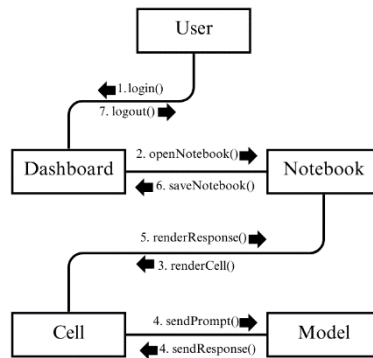 User
1.login()
7. logout()
2. openNotebook()
Dashboard
Notebook
6. saveNotebook()
5. renderResponse()
3. renderCell()
4. sendPrompt()
Cell
Model
4. sendResponse()